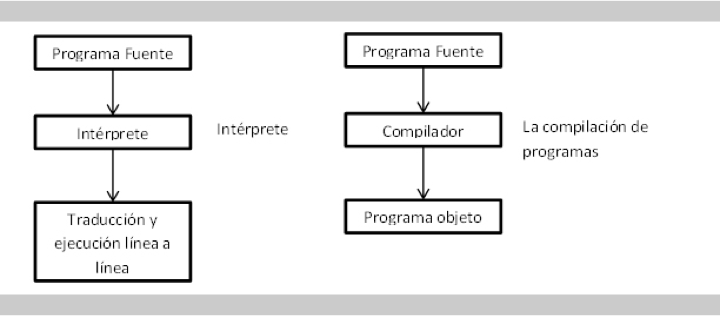 Programa Fuente
Intérprete
Traducción y
ejecución línea a
línea
Intérprete
Programa Fuente
Compilador
Programa objeto
La compilación de
programas